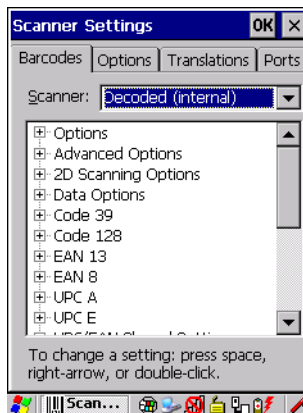 Scanner Settings OK
Barcodes Options Translations Ports
Scanner: Decoded (internal)
Options
Advanced Options
2D Scanning Options
Data Options
Code 39
Code 128
EAN 13
EAN 8
UPC A
UPC E
To change a setting: press space,
right-arrow, or double-click.
Scan...